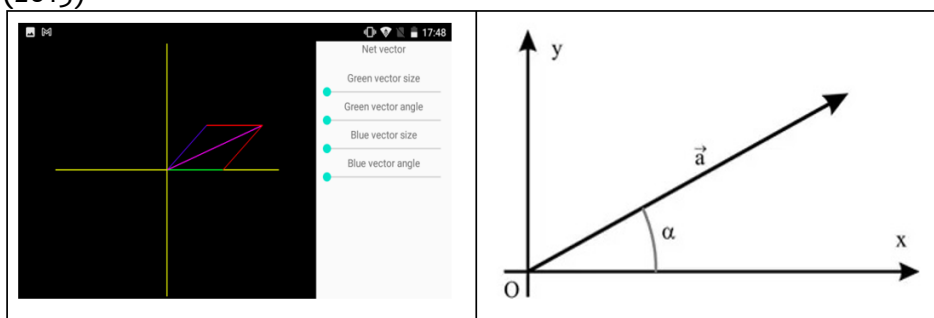 (2019)
17:48
Net vector
Green vector size
Green vector angle
Blue vector size
Blue vector angle
y
a
α
x
O